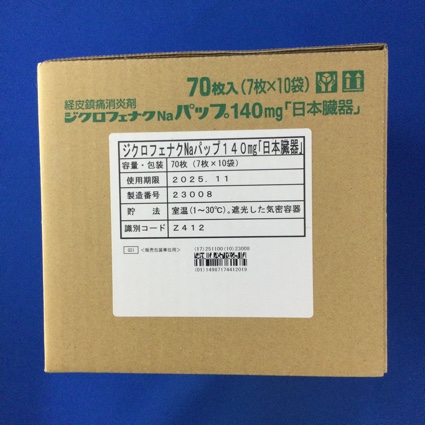 70枚入(7枚×10袋)
経皮鎮痛消炎剤
ジクロフェナクNaパップ®140mg「日本臓器」
ジクロフェナクNaパップ140mg「日本臓器」
容量・包装 70枚(7枚×10袋)
使用期限 2025.11
製造番号 23008
貯法 室温(1~30℃)。遮光した気密容器
識別コード Z412
GS1 <販売包装単位用>
(17)251100(10)23008
(01)14987174412010